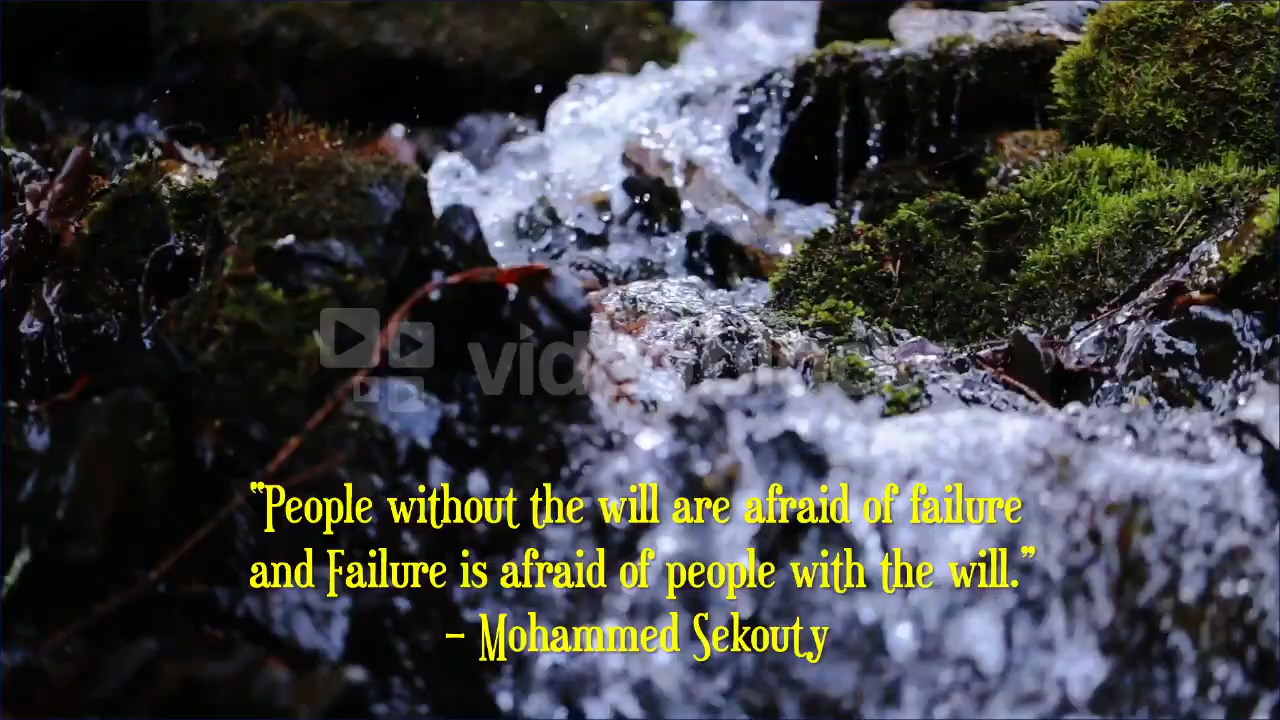 “People without the will are afraid of failure
and Failure is afraid of people with the will.”
- Mohammed Sekouty